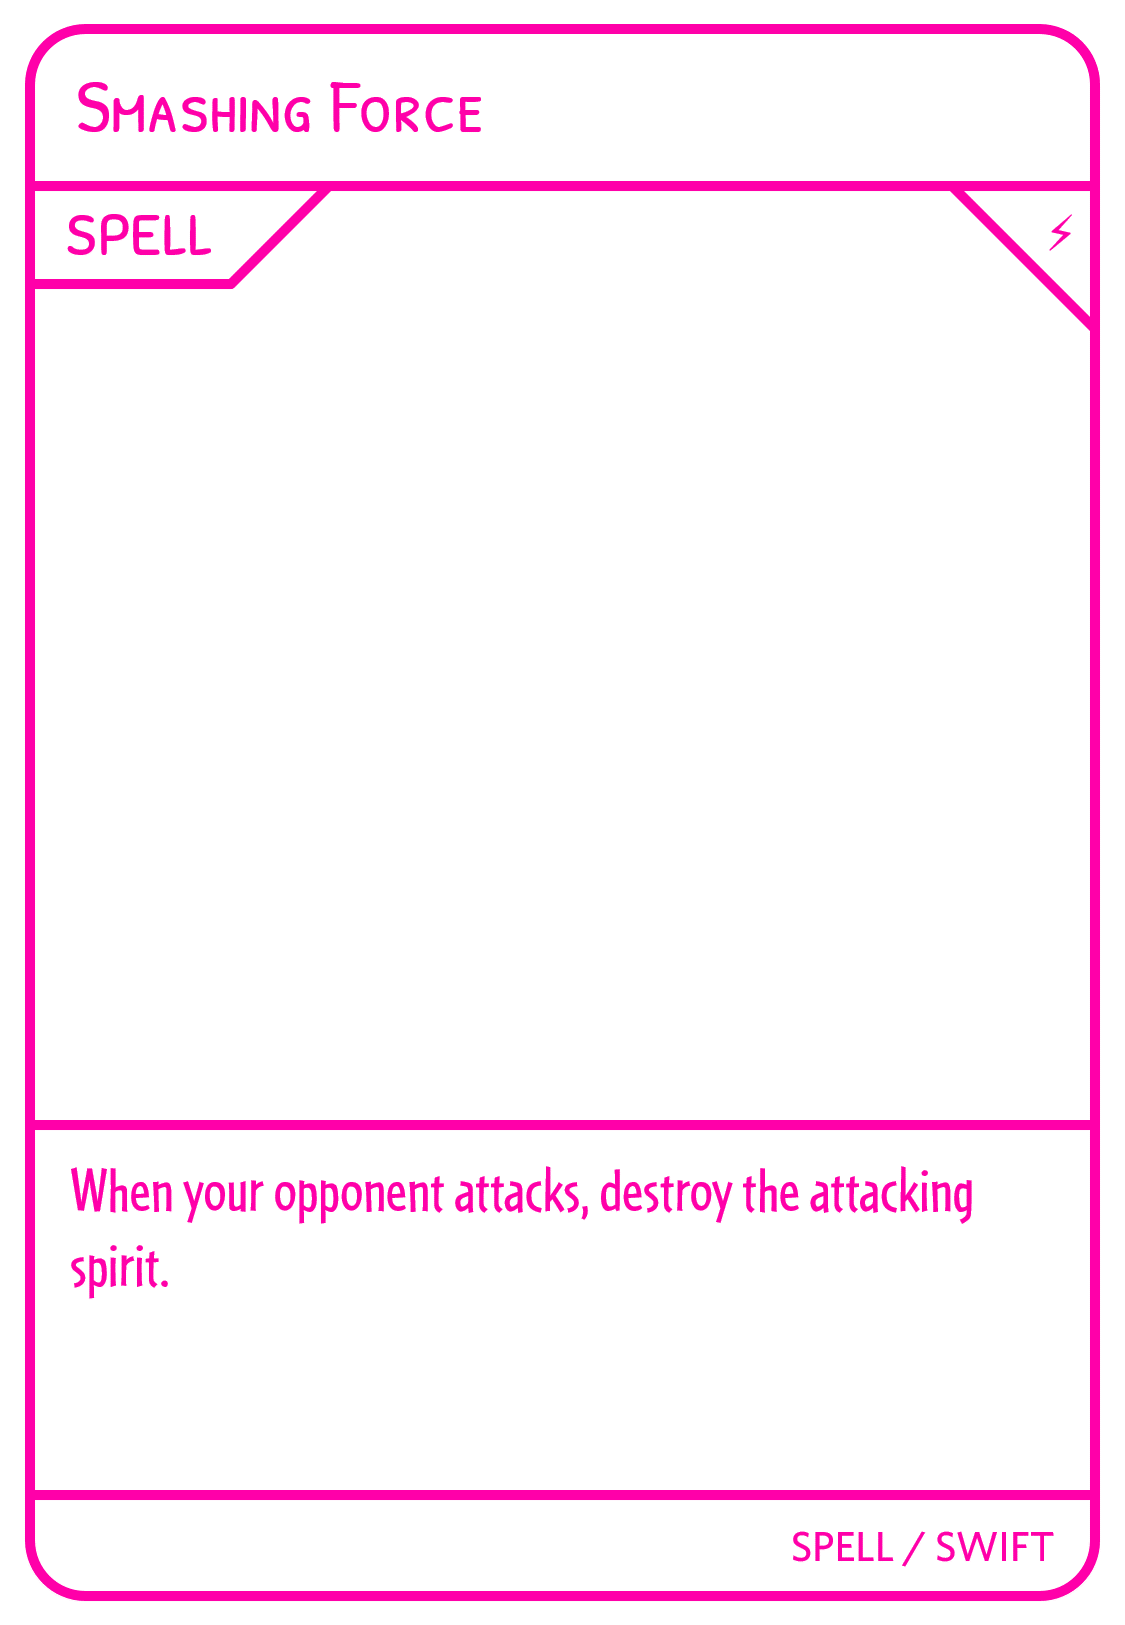 Smashing Force
SPELL
⚡
When your opponent attacks, destroy the attacking
spirit.
SPELL / SWIFT